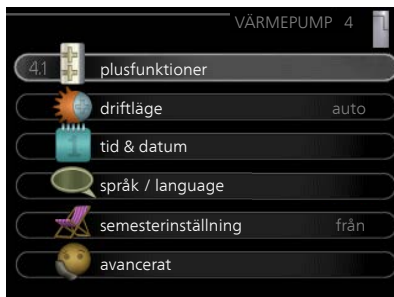 VÄRMEPUMP 4
4.1 plusfunktioner
driftläge auto
tid & datum
språk / language
semesterinställning från
avancerat